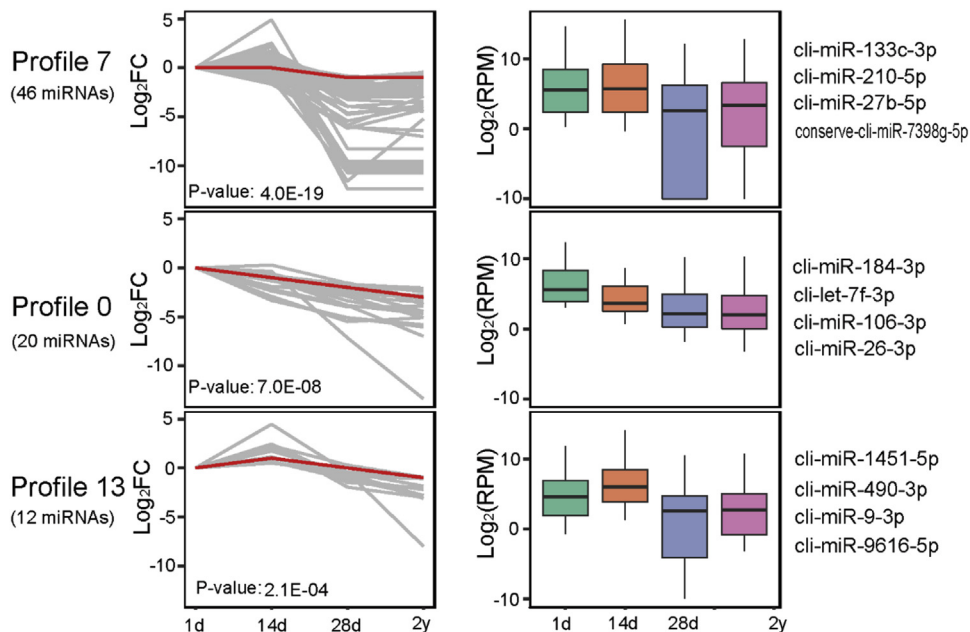 Profile 7
(46 miRNAs)
Log₂FC
5
0
-5
-10
P-value: 4.0E-19
Log₂(RPM)
10
0
-10
cli-miR-133c-3p
cli-miR-210-5p
cli-miR-27b-5p
conserve-cli-miR-7398g-5p
Profile 0
(20 miRNAs)
Log₂FC
5
0
-5
-10
P-value: 7.0E-08
Log₂(RPM)
10
0
-10
cli-miR-184-3p
cli-let-7f-3p
cli-miR-106-3p
cli-miR-26-3p
Profile 13
(12 miRNAs)
Log₂FC
5
0
-5
-10
P-value: 2.1E-04
1d 14d 28d 2y
Log₂(RPM)
10
0
-10
1d 14d 28d 2y
cli-miR-1451-5p
cli-miR-490-3p
cli-miR-9-3p
cli-miR-9616-5p